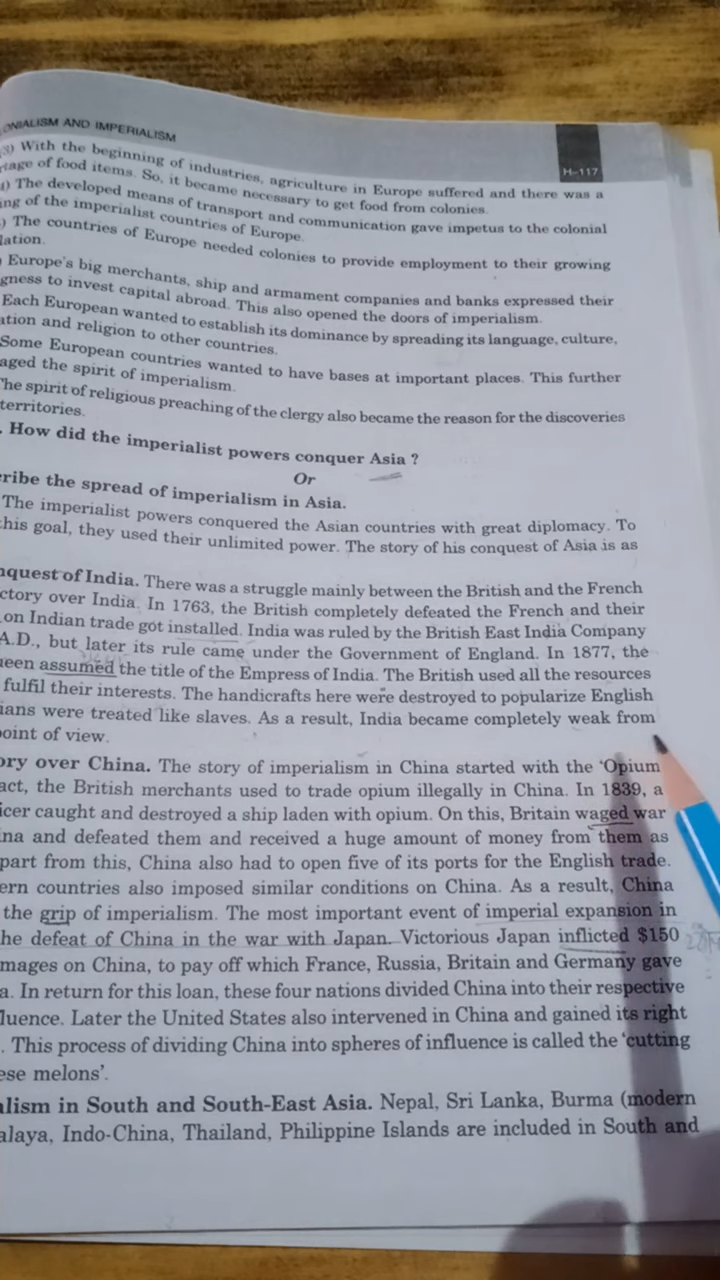 ONIALISM AND IMPERIALISM
H–117
3) With the beginning of industries, agriculture in Europe suffered and there was a
rtage of food items. So, it became necessary to get food from colonies.
) The developed means of transport and communication gave impetus to the colonial
ing of the imperialist countries of Europe.
) The countries of Europe needed colonies to provide employment to their growing
lation.
Europe's big merchants, ship and armament companies and banks expressed their
gness to invest capital abroad. This also opened the doors of imperialism.
Each European wanted to establish its dominance by spreading its language, culture,
ation and religion to other countries.
Some European countries wanted to have bases at important places. This further
aged the spirit of imperialism.
he spirit of religious preaching of the clergy also became the reason for the discoveries
territories.
. How did the imperialist powers conquer Asia ?
Or
ribe the spread of imperialism in Asia.
The imperialist powers conquered the Asian countries with great diplomacy. To
his goal, they used their unlimited power. The story of his conquest of Asia is as
nquest of India. There was a struggle mainly between the British and the French
ctory over India. In 1763, the British completely defeated the French and their
on Indian trade got installed. India was ruled by the British East India Company
A.D., but later its rule came under the Government of England. In 1877, the
ueen assumed the title of the Empress of India. The British used all the resources
fulfil their interests. The handicrafts here were destroyed to popularize English
ians were treated like slaves. As a result, India became completely weak from
point of view.
ory over China. The story of imperialism in China started with the 'Opium
act, the British merchants used to trade opium illegally in China. In 1839, a
icer caught and destroyed a ship laden with opium. On this, Britain waged war
na and defeated them and received a huge amount of money from them as
part from this, China also had to open five of its ports for the English trade.
ern countries also imposed similar conditions on China. As a result, China
the grip of imperialism. The most important event of imperial expansion in
he defeat of China in the war with Japan. Victorious Japan inflicted $150
mages on China, to pay off which France, Russia, Britain and Germany gave
a. In return for this loan, these four nations divided China into their respective
luence. Later the United States also intervened in China and gained its right
. This process of dividing China into spheres of influence is called the 'cutting
ese melons'.
alism in South and South-East Asia. Nepal, Sri Lanka, Burma (modern
alaya, Indo-China, Thailand, Philippine Islands are included in South and